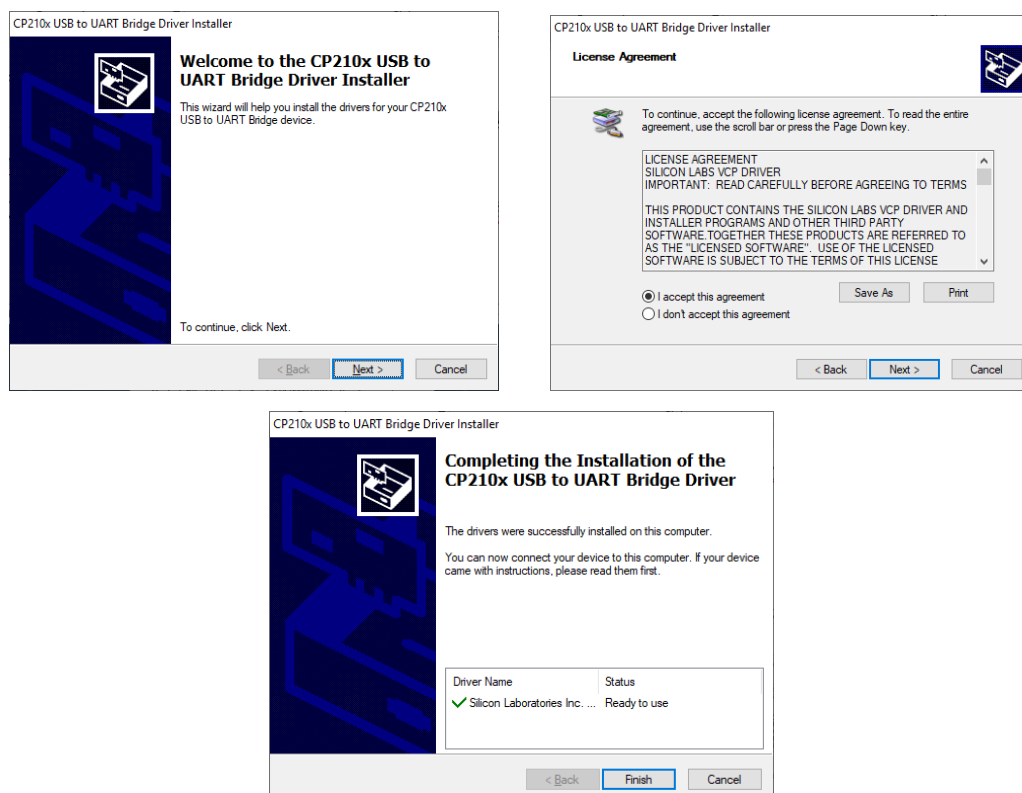 CP210x USB to UART Bridge Driver Installer
Welcome to the CP210x USB to
UART Bridge Driver Installer
This wizard will help you install the drivers for your CP210x
USB to UART Bridge device.
To continue, click Next.
< Back
Next >
Cancel
CP210x USB to UART Bridge Driver Installer
License Agreement
To continue, accept the following license agreement. To read the entire
agreement, use the scroll bar or press the Page Down key.
LICENSE AGREEMENT
SILICON LABS VCP DRIVER
IMPORTANT: READ CAREFULLY BEFORE AGREEING TO TERMS
THIS PRODUCT CONTAINS THE SILICON LABS VCP DRIVER AND
INSTALLER PROGRAMS AND OTHER THIRD PARTY
SOFTWARE.TOGETHER THESE PRODUCTS ARE REFERRED TO
AS THE "LICENSED SOFTWARE". USE OF THE LICENSED
SOFTWARE IS SUBJECT TO THE TERMS OF THIS LICENSE
I accept this agreement
Save As
Print
I don't accept this agreement
< Back
Next >
Cancel
CP210x USB to UART Bridge Driver Installer
Completing the Installation of the
CP210x USB to UART Bridge Driver
The drivers were successfully installed on this computer.
You can now connect your device to this computer. If your device
came with instructions, please read them first.
Driver Name Status
Silicon Laboratories Inc. ... Ready to use
< Back
Finish
Cancel